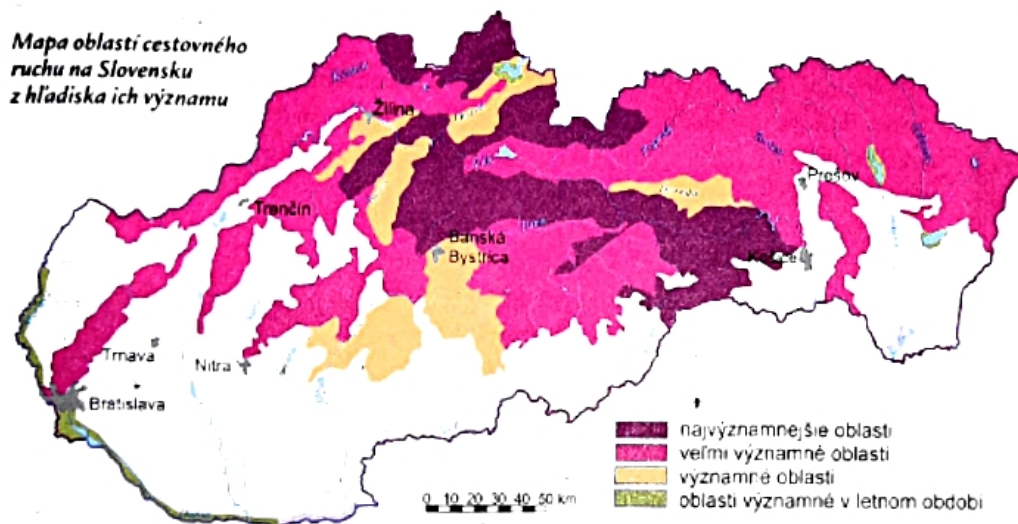 Mapa oblastí cestovného
ruchu na Slovensku
z hľadiska ich významu
Žilina
Prešov
Trenčín
Banská
Bystrica
Košice
Trnava
Nitra
Bratislava
najvýznamnejšie oblasti
veľmi významné oblasti
významné oblasti
oblasti významné v letnom období
0 10 20 30 40 50 km